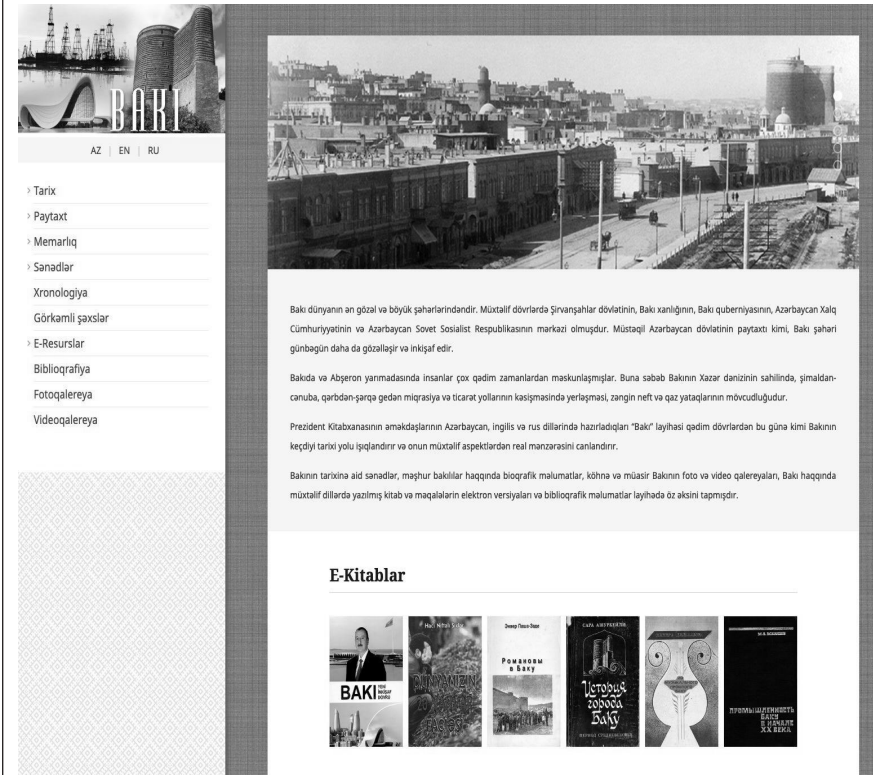 BAKI
AZ | EN | RU
Tarix
Paytaxt
Memarlıq
Sənədlər
Xronologiya
Görkəmli şəxslər
E-Resurslar
Biblioqrafiya
Fotoqalereya
Videoqalereya
Bakı dünyanın ən gözəl və böyük şəhərlərindəndir. Müxtəlif dövrlərdə Şirvanşahlar dövlətinin, Bakı xanlığının, Bakı quberniyasının, Azərbaycan Xalq
Cümhuriyyətinin və Azərbaycan Sovet Sosialist Respublikasının mərkəzi olmuşdur. Müstəqil Azərbaycan dövlətinin paytaxtı kimi, Bakı şəhəri
günbəgün daha da gözəlləşir və inkişaf edir.
Bakıda və Abşeron yarımadasında insanlar çox qədim zamanlardan məskunlaşmışlar. Buna səbəb Bakının Xəzər dənizinin sahilində, şimaldan-
cənuba, qərbdən-şərqə gedən miqrasiya və ticarət yollarının kəsişməsində yerləşməsi, zəngin neft və qaz yataqlarının mövcudluğudur.
Prezident Kitabxanasının əməkdaşlarının Azərbaycan, ingilis və rus dillərində hazırladıqları "Bakı" layihəsi qədim dövrlərdən bu günə kimi Bakının
keçdiyi tarixi yolu işıqlandırır və onun müxtəlif aspektlərdən real mənzərəsini canlandırır.
Bakının tarixinə aid sənədlər, məşhur bakılılar haqqında bioqrafik məlumatlar, köhnə və müasir Bakının foto və video qalereyaları, Bakı haqqında
müxtəlif dillərdə yazılmış kitab və məqalələrin elektron versiyaları və biblioqrafik məlumatlar layihədə öz əksini tapmışdır.
E-Kitablar
BAKI
YENİ
İNKİŞAF
DÖVRÜ
DÜNYAMIZIN
Энвер Паша-Заде
Романовы
в Баку
История
города
Баку
ПРОМЫШЛЕННОСТЬ
БАКУ
В НАЧАЛЕ
XX ВЕКА